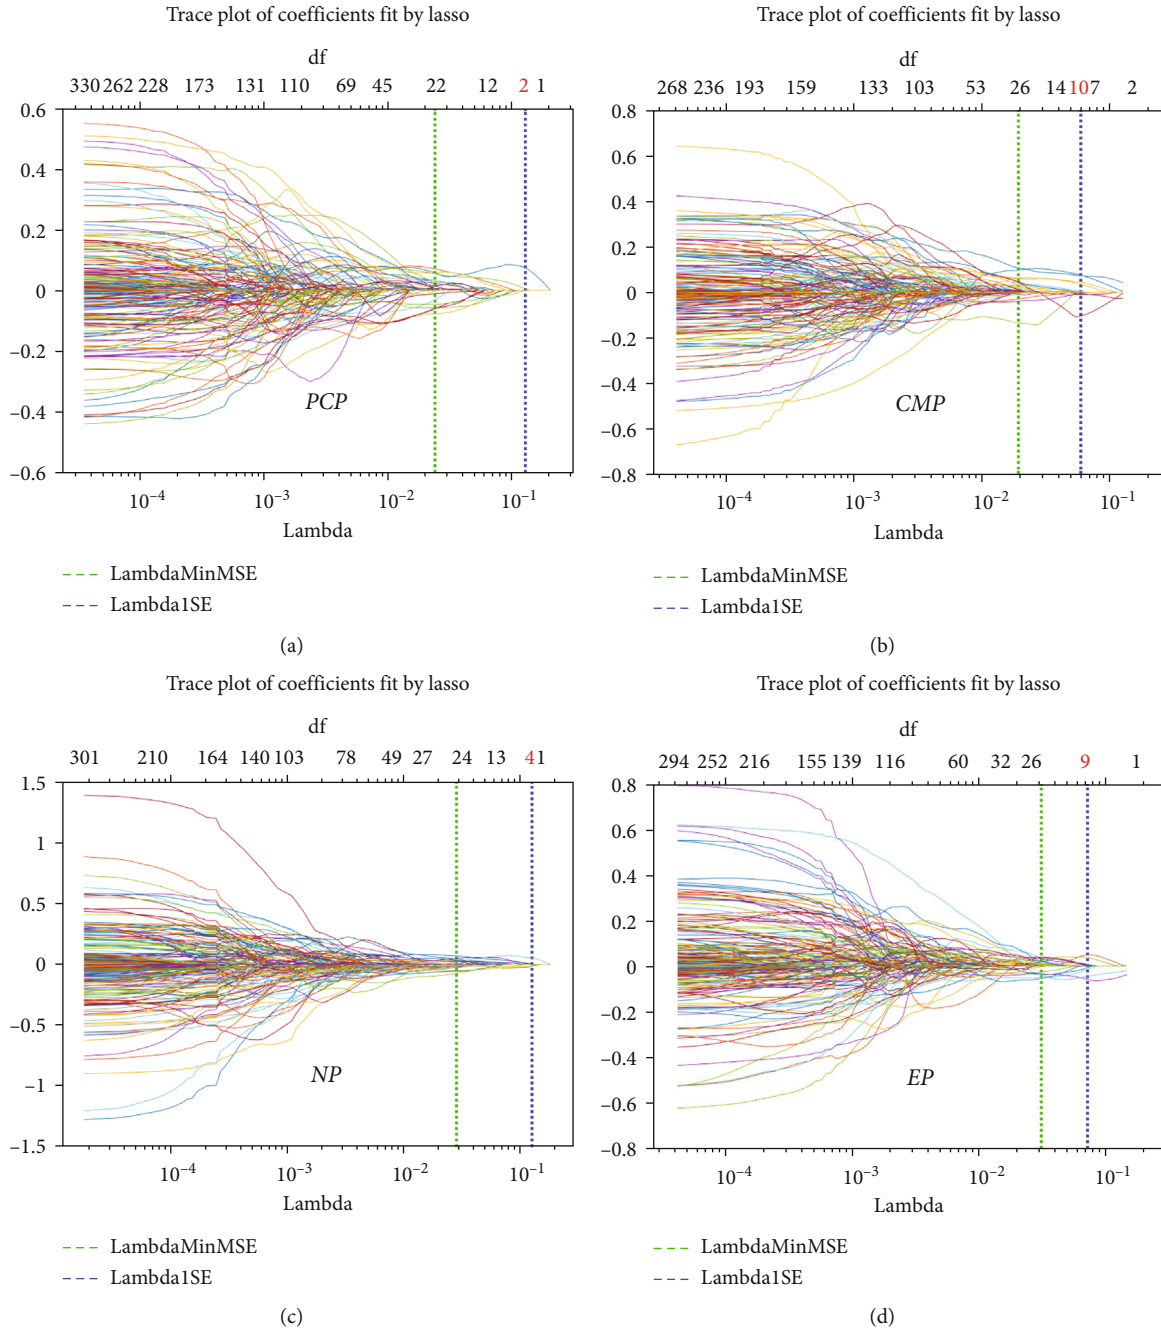 Trace plot of coefficients fit by lasso
df
330 262 228 173 131 110 69 45 22 12 2 1
0.6
0.4
0.2
0
–0.2
–0.4
–0.6
PCP
10–4 10–3 10–2 10–1
Lambda
LambdaMinMSE
Lambda1SE
(a)
Trace plot of coefficients fit by lasso
df
268 236 193 159 133 103 53 26 14 10 7 2
0.8
0.6
0.4
0.2
0
–0.2
–0.4
–0.6
–0.8
CMP
10–4 10–3 10–2 10–1
Lambda
LambdaMinMSE
Lambda1SE
(b)
Trace plot of coefficients fit by lasso
df
301 210 164 140 103 78 49 27 24 13 4 1
1.5
1
0.5
0
–0.5
–1
–1.5
NP
10–4 10–3 10–2 10–1
Lambda
LambdaMinMSE
Lambda1SE
(c)
Trace plot of coefficients fit by lasso
df
294 252 216 155 139 116 60 32 26 9 1
0.8
0.6
0.4
0.2
0
–0.2
–0.4
–0.6
–0.8
EP
10–4 10–3 10–2 10–1
Lambda
LambdaMinMSE
Lambda1SE
(d)